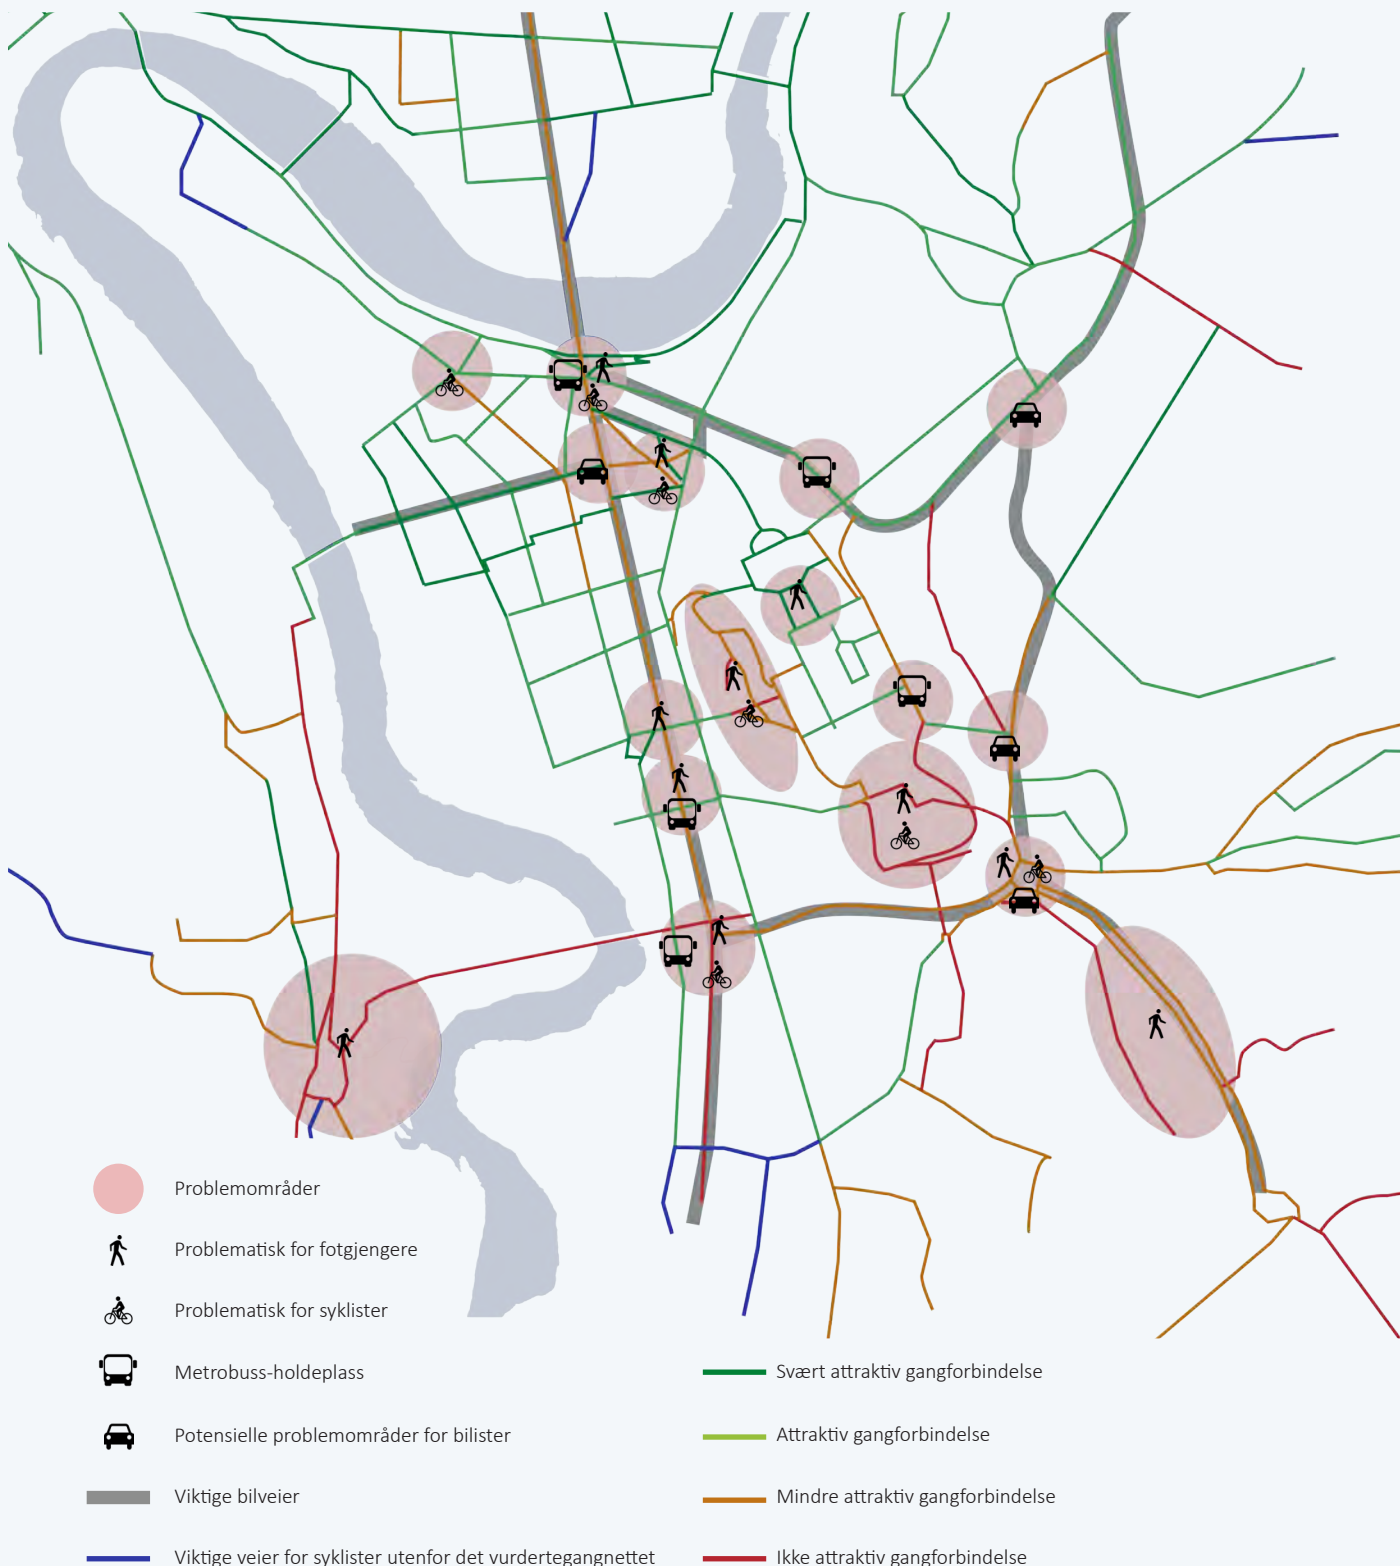 Problemområder
Problematisk for fotgjengere
Problematisk for syklister
Metrobuss-holdeplass
Potensielle problemområder for bilister
Viktige bilveier
Viktige veier for syklister utenfor det vurdertegangnettet
Svært attraktiv gangforbindelse
Attraktiv gangforbindelse
Mindre attraktiv gangforbindelse
Ikke attraktiv gangforbindelse